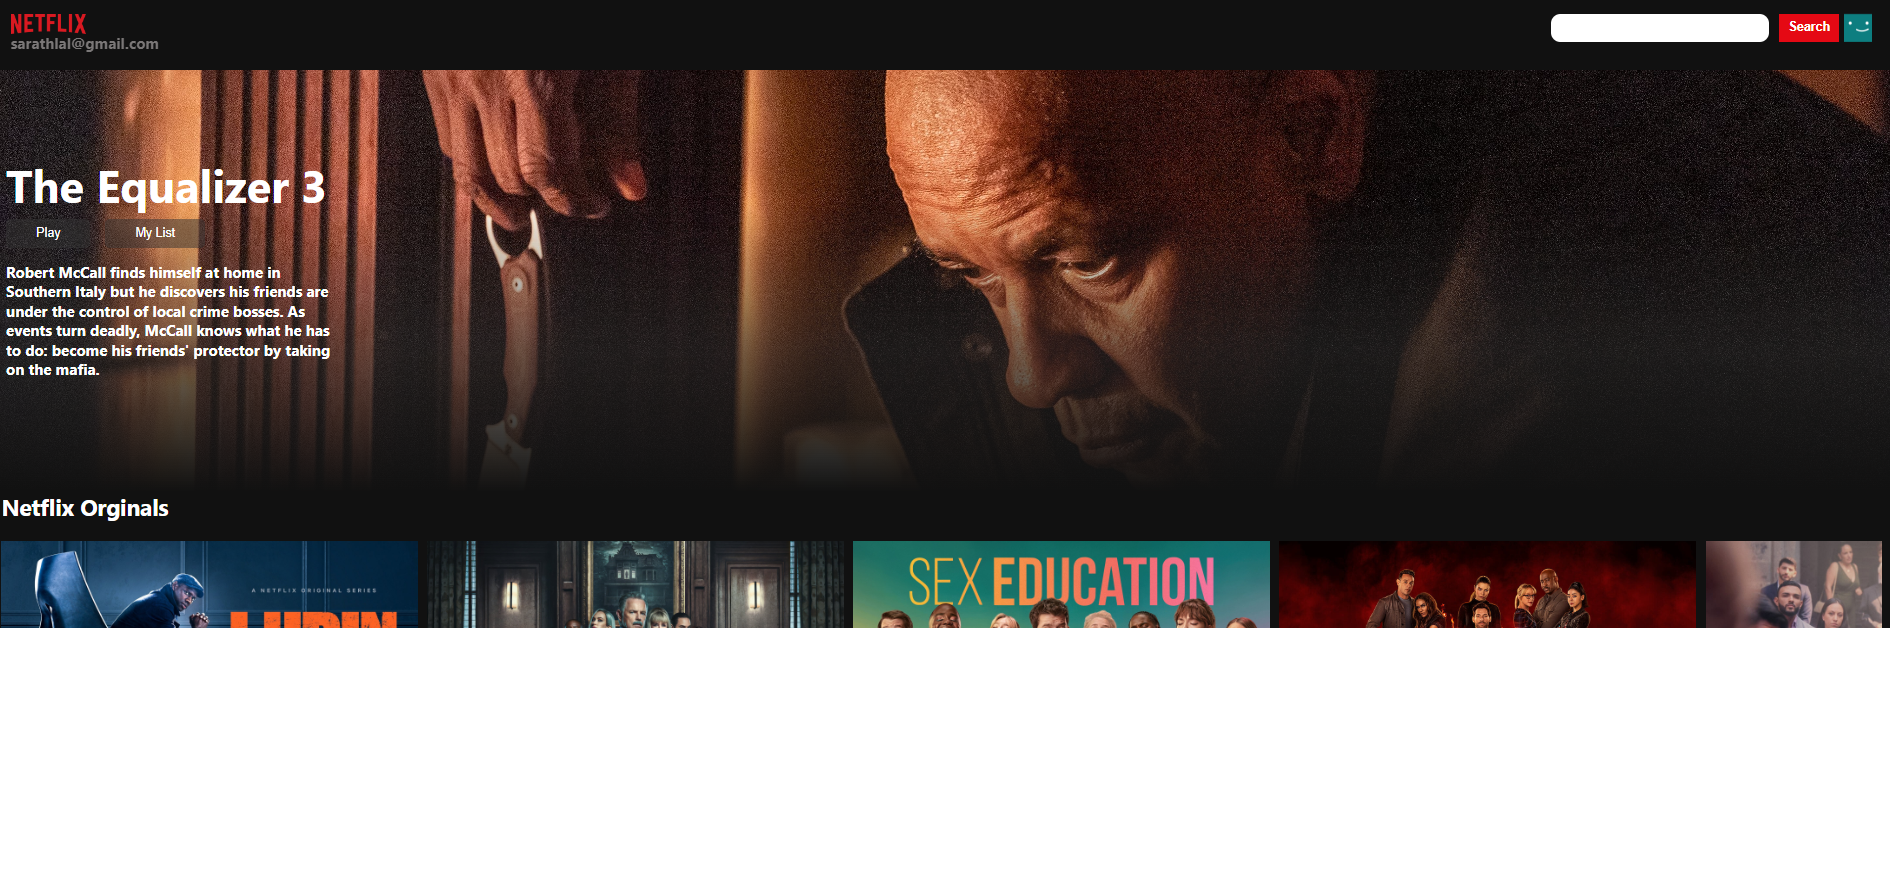 NETFLIX
sarathlal@gmail.com
Search
The Equalizer 3
Play
My List
Robert McCall finds himself at home in
Southern Italy but he discovers his friends are
under the control of local crime bosses. As
events turn deadly, McCall knows what he has
to do: become his friends' protector by taking
on the mafia.
Netflix Orginals
A NETFLIX ORIGINAL SERIES
LUPIN
SEX EDUCATION